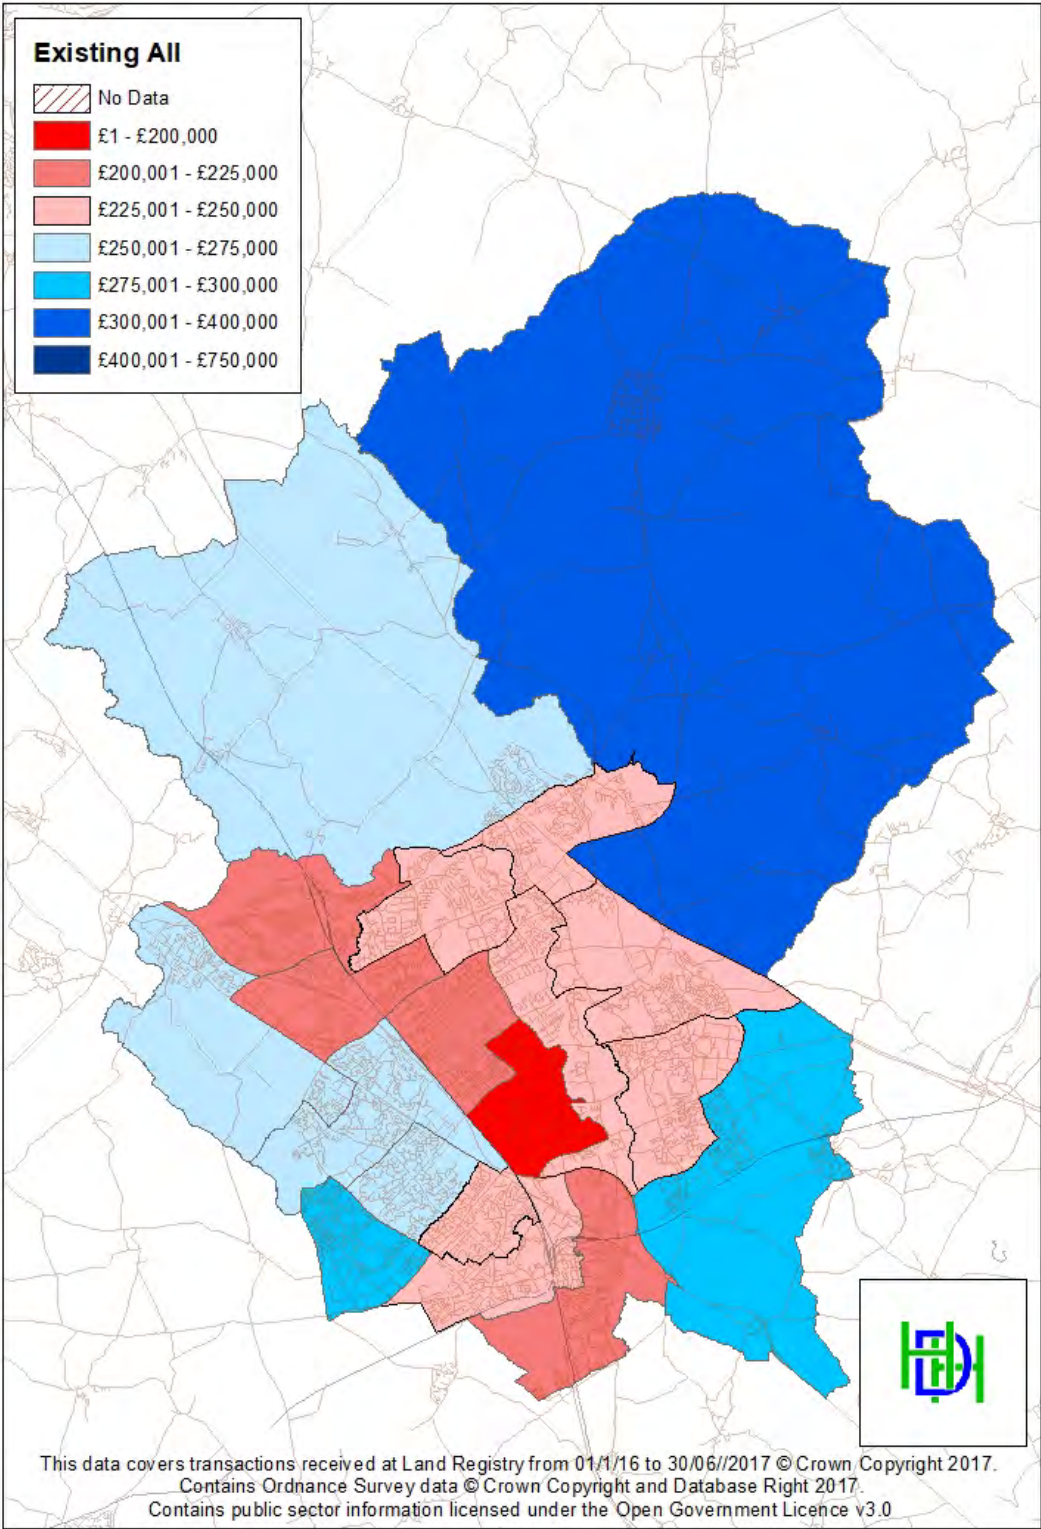 Existing All
No Data
£1 - £200,000
£200,001 - £225,000
£225,001 - £250,000
£250,001 - £275,000
£275,001 - £300,000
£300,001 - £400,000
£400,001 - £750,000
HDH
This data covers transactions received at Land Registry from 01/1/16 to 30/06//2017 © Crown Copyright 2017.
Contains Ordnance Survey data © Crown Copyright and Database Right 2017.
Contains public sector information licensed under the Open Government Licence v3.0